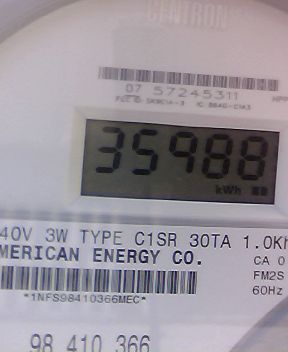 CENTRON
07 57245311
35988
kWh
40V 3W TYPE C1SR 30TA 1.0Kh
MERICAN ENERGY CO.
CA 0
FM2S
*1NFS98410366MEC*
60Hz
98 410 366